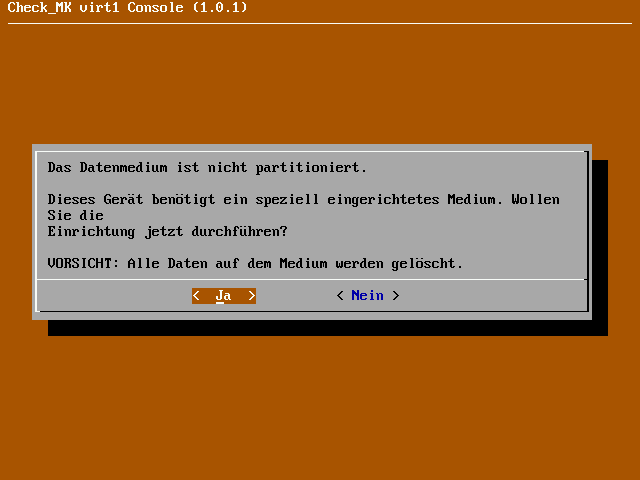 Check_MK virt1 Console (1.0.1)
Das Datenmedium ist nicht partitioniert.
Dieses Gerät benötigt ein speziell eingerichtetes Medium. Wollen
Sie die
Einrichtung jetzt durchführen?
VORSICHT: Alle Daten auf dem Medium werden gelöscht.
<  Ja  > < Nein >